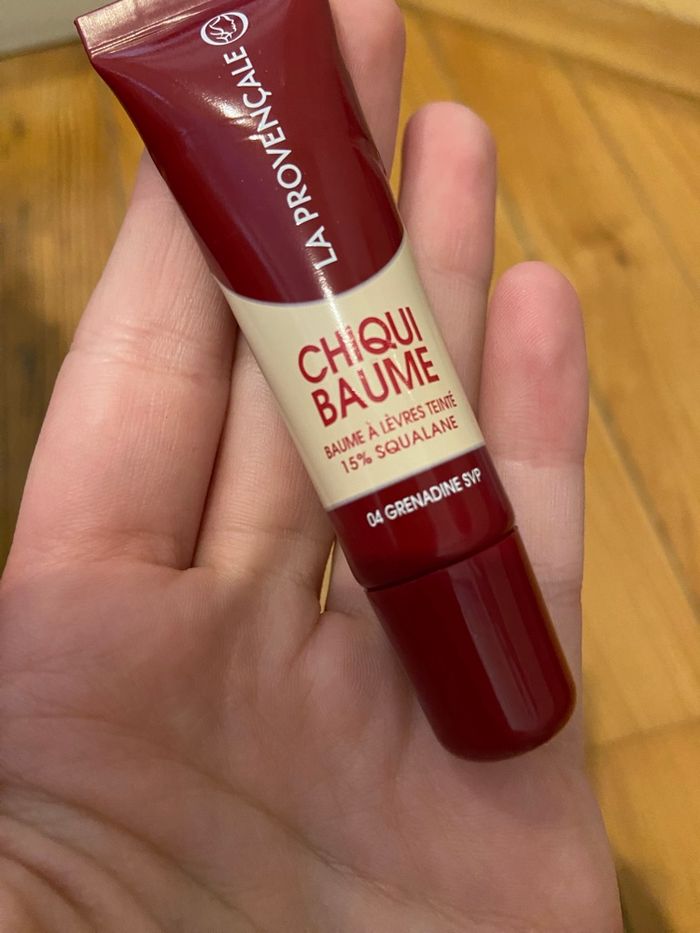 LA PROVENÇALE
CHIQUI
BAUME
BAUME À LÈVRES TEINTÉ
15% SQUALANE
04 GRENADINE SVP